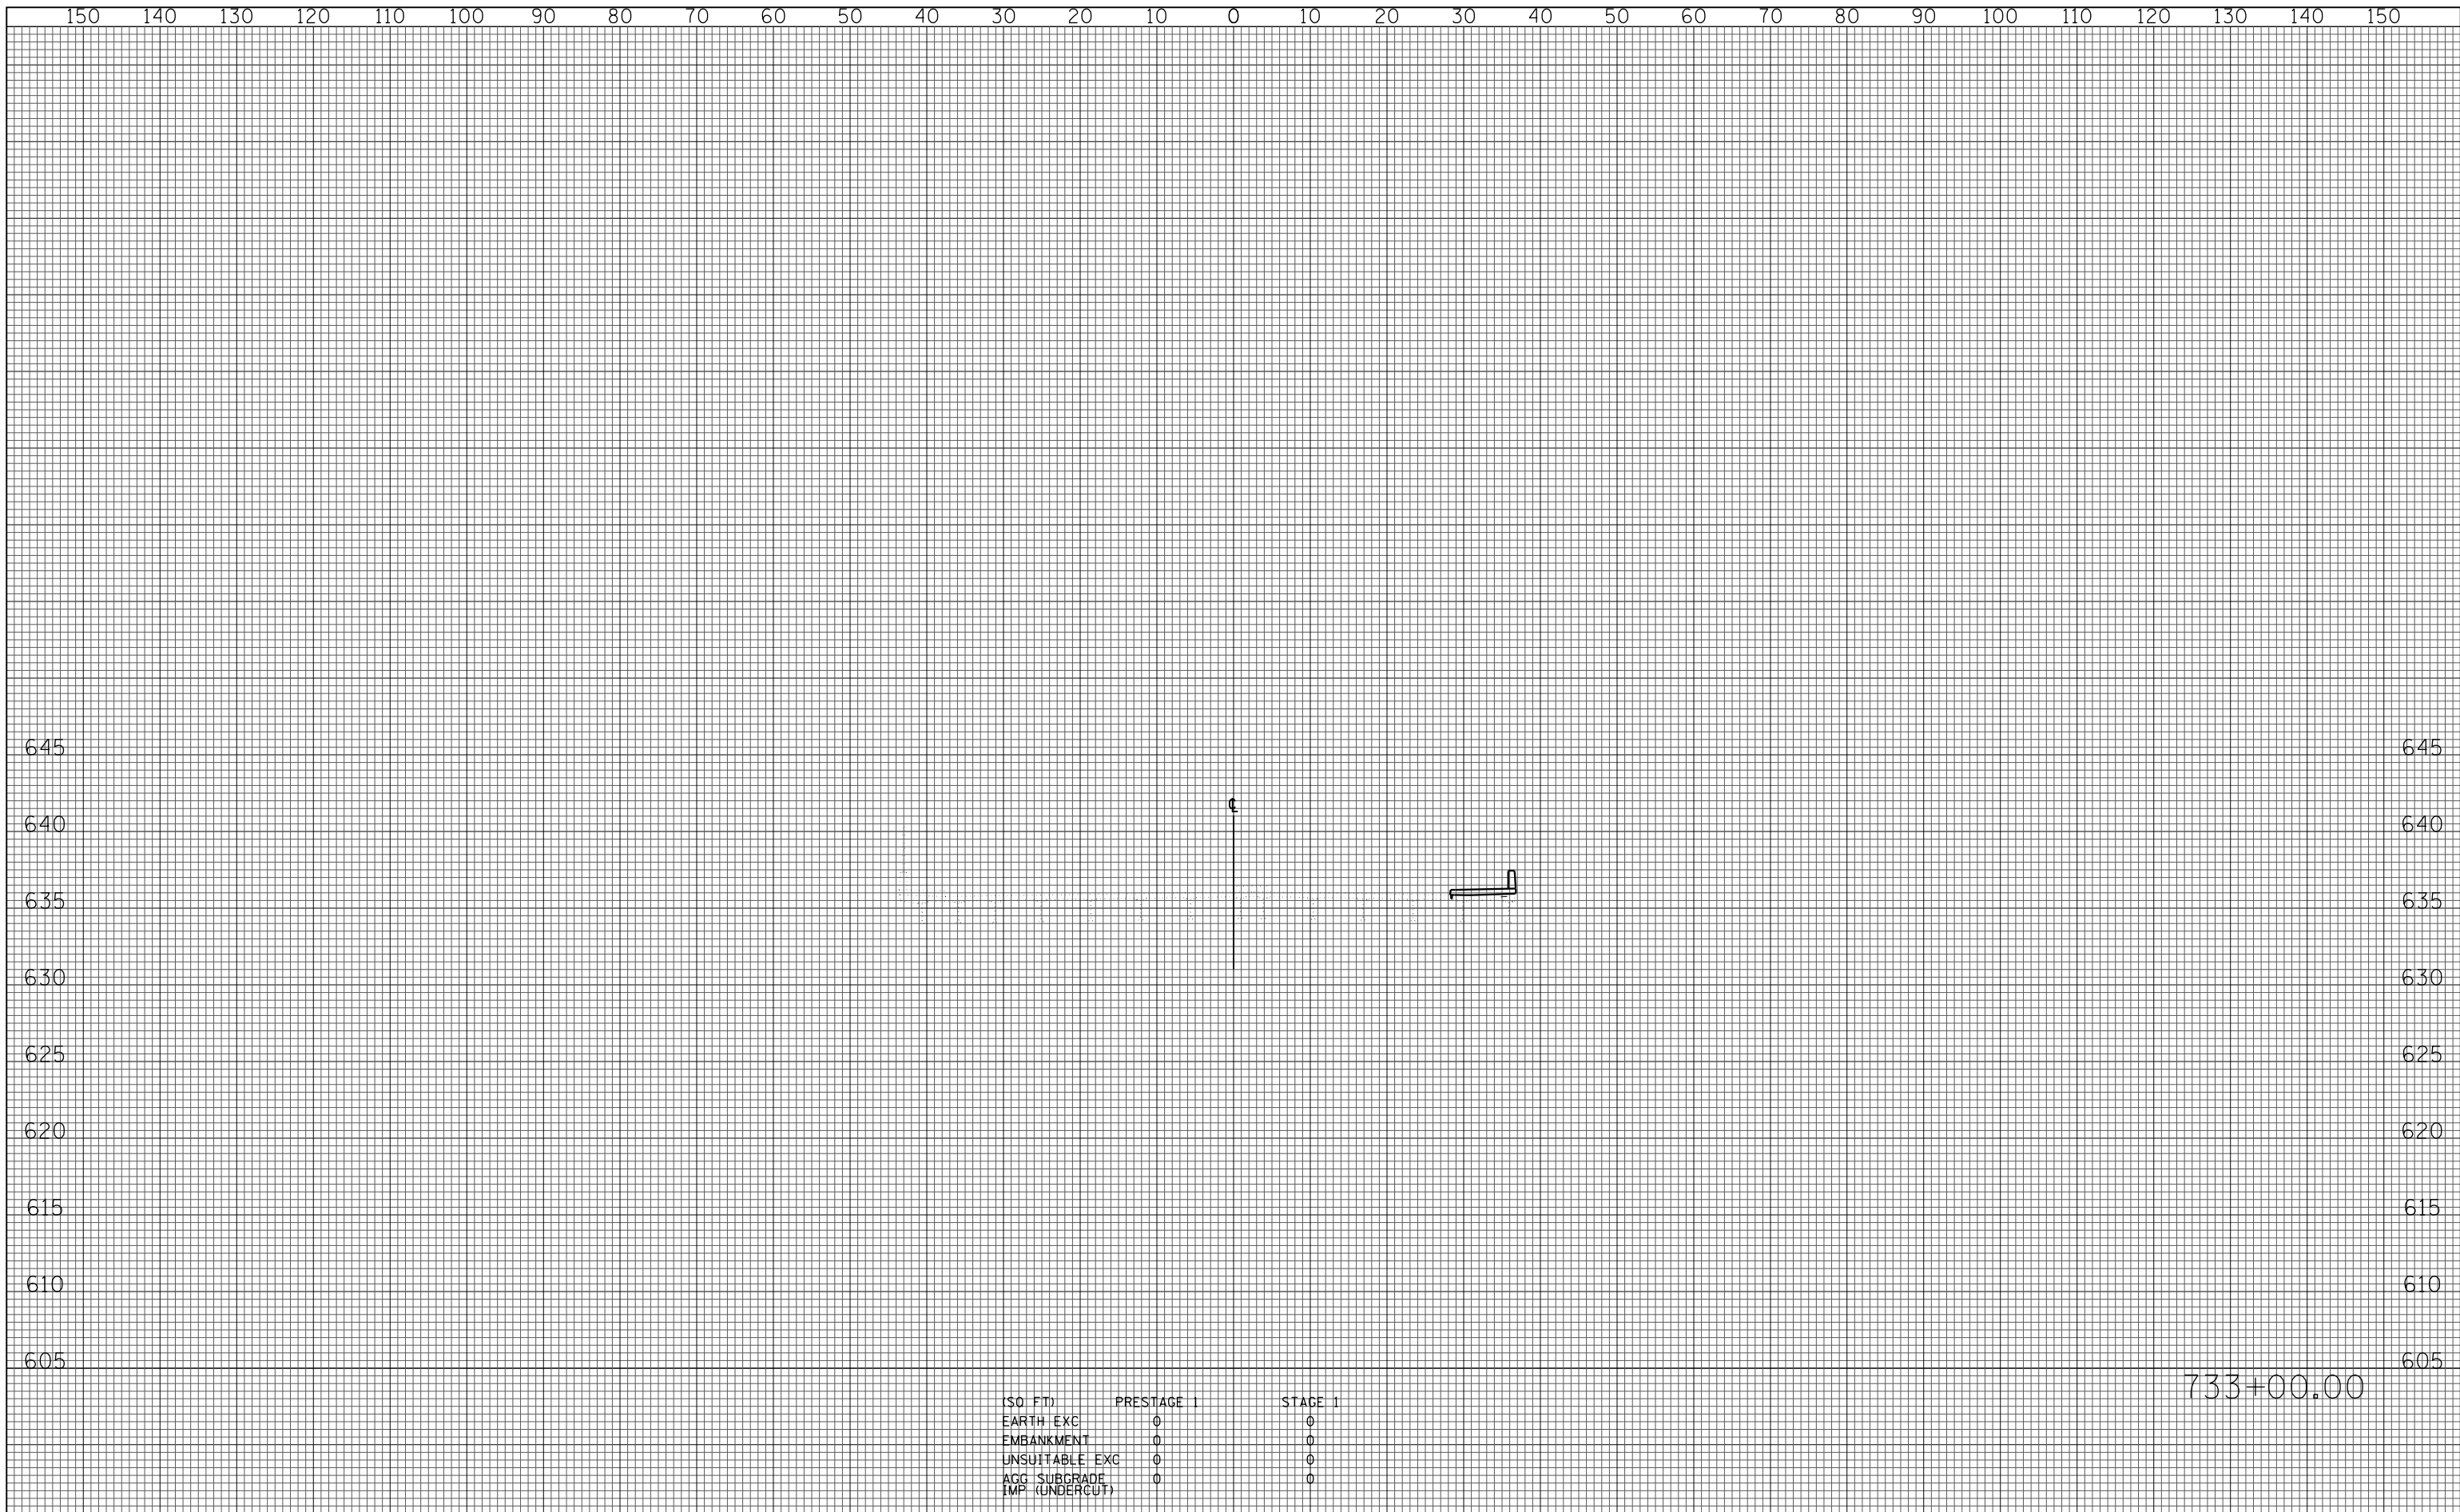 150 140 130 120 110 100 90 80 70 60 50 40 30 20 10 0 10 20 30 40 50 60 70 80 90 100 110 120 130 140 150
645 645
℄
640 640
635 635
630 630
625 625
620 620
615 615
610 610
605 605
733+00.00
(SQ FT) PRESTAGE 1 STAGE 1
EARTH EXC 0 0
EMBANKMENT 0 0
UNSUITABLE EXC 0 0
AGG SUBGRADE 0 0
IMP (UNDERCUT)